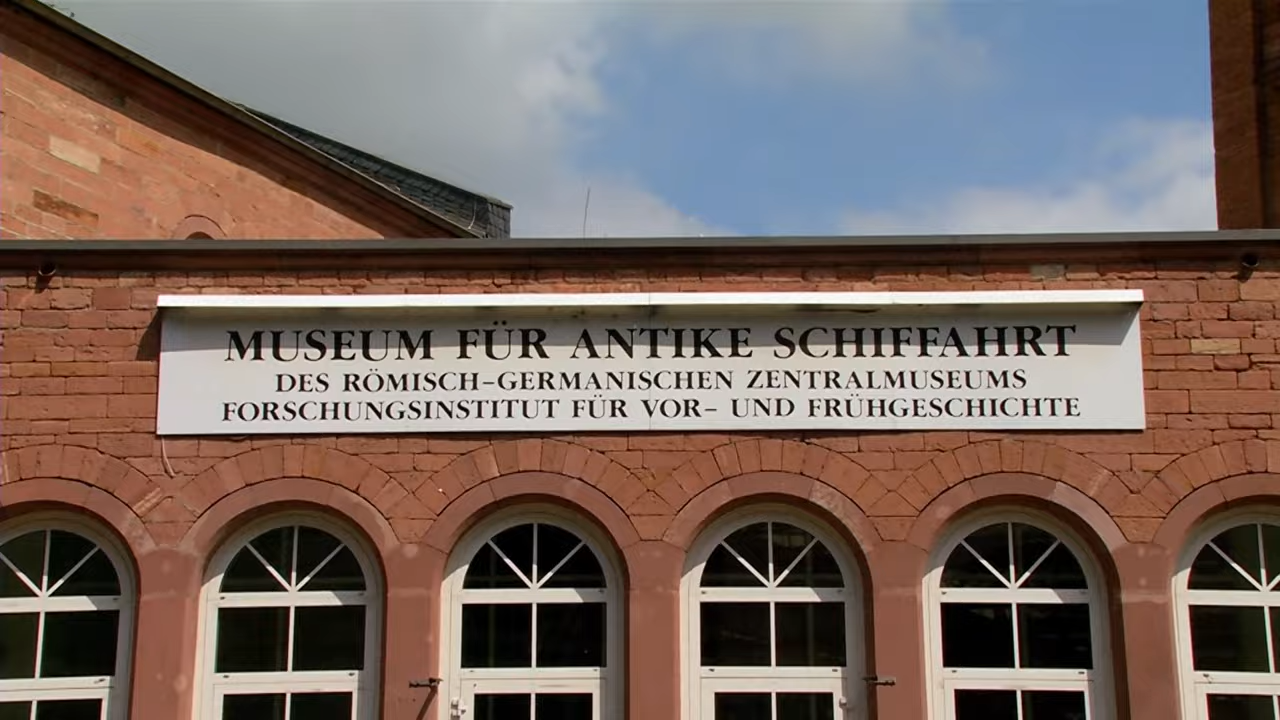 MUSEUM FÜR ANTIKE SCHIFFAHRT
DES RÖMISCH-GERMANISCHEN ZENTRALMUSEUMS
FORSCHUNGSINSTITUT FÜR VOR- UND FRÜHGESCHICHTE